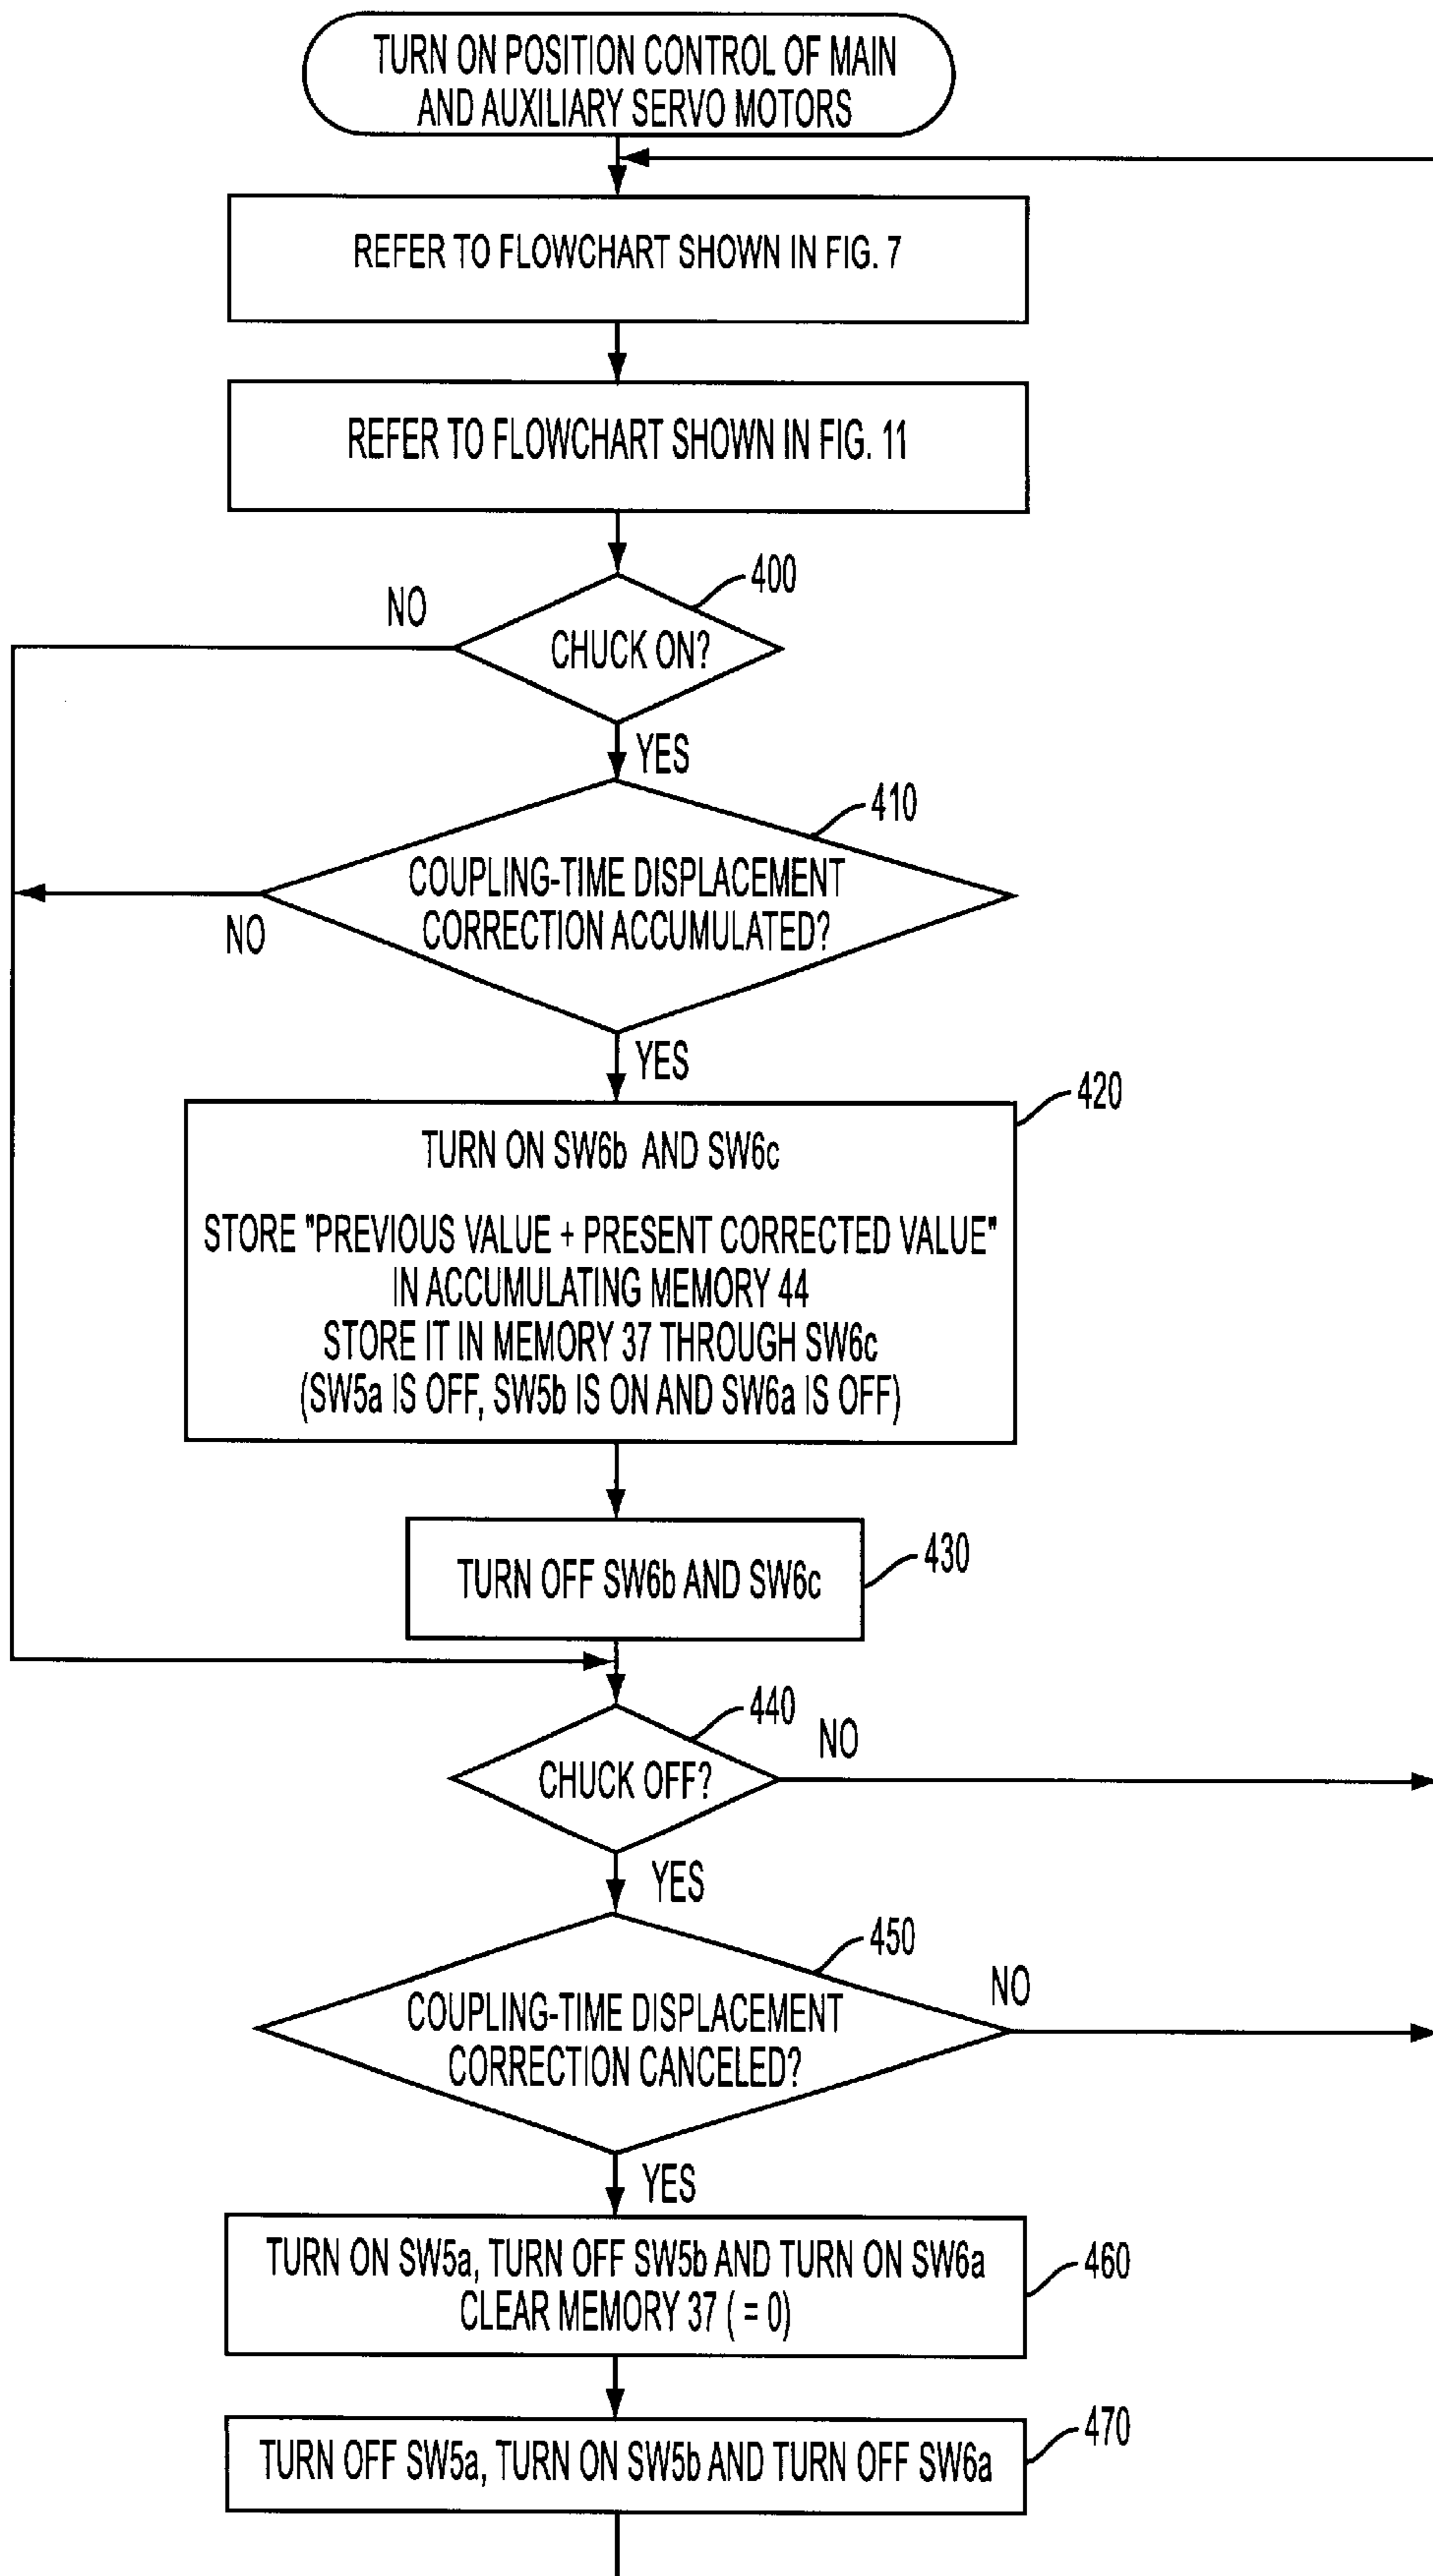 TURN ON POSITION CONTROL OF MAIN
AND AUXILIARY SERVO MOTORS
REFER TO FLOWCHART SHOWN IN FIG. 7
REFER TO FLOWCHART SHOWN IN FIG. 11
400
NO
CHUCK ON?
YES
410
COUPLING-TIME DISPLACEMENT
CORRECTION ACCUMULATED?
NO
YES
420
TURN ON SW6b AND SW6c
STORE "PREVIOUS VALUE + PRESENT CORRECTED VALUE"
IN ACCUMULATING MEMORY 44
STORE IT IN MEMORY 37 THROUGH SW6c
(SW5a IS OFF, SW5b IS ON AND SW6a IS OFF)
430
TURN OFF SW6b AND SW6c
440
NO
CHUCK OFF?
YES
450
NO
COUPLING-TIME DISPLACEMENT
CORRECTION CANCELED?
YES
460
TURN ON SW5a, TURN OFF SW5b AND TURN ON SW6a
CLEAR MEMORY 37 ( = 0)
470
TURN OFF SW5a, TURN ON SW5b AND TURN OFF SW6a